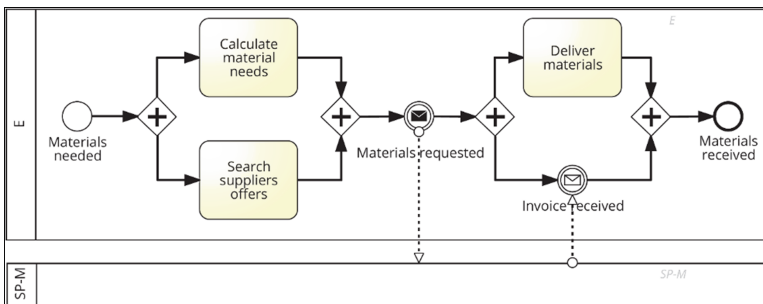 E
E
Calculate
material
needs
Deliver
materials
Materials
needed
Materials requested
Materials
received
Search
suppliers
offers
Invoice received
SP-M
SP-M